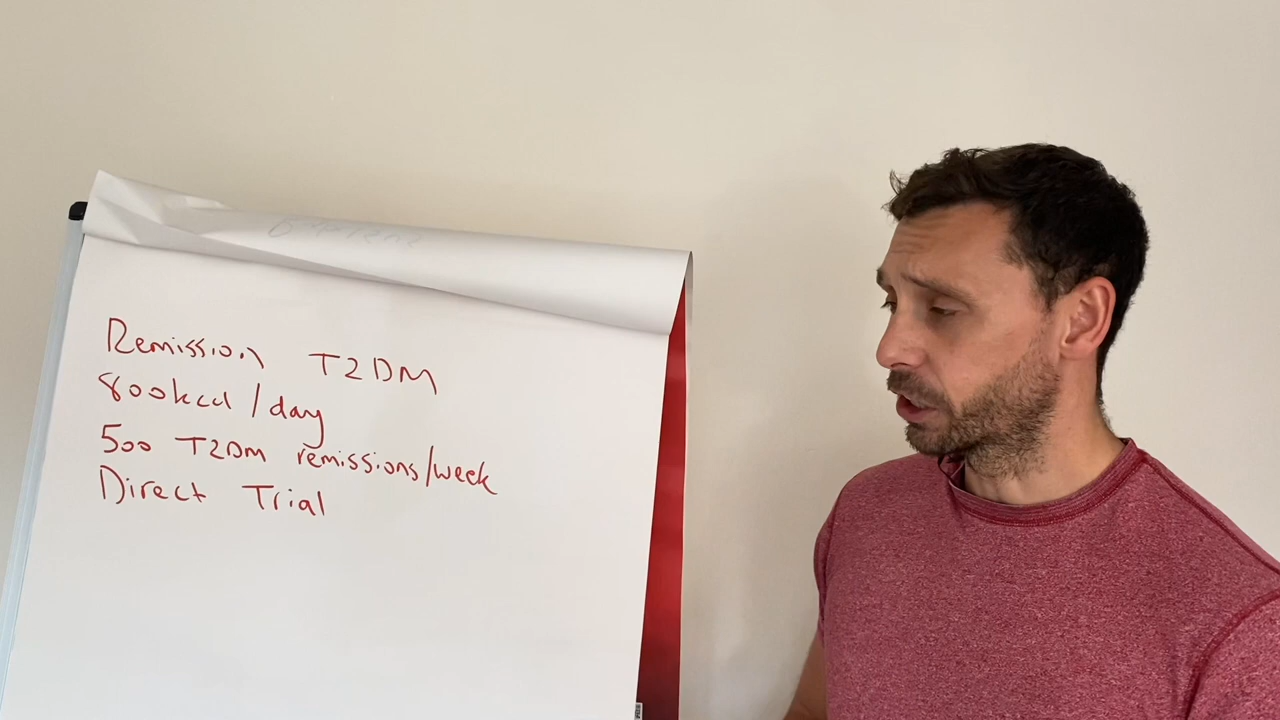 Remission T2DM
800kcal/day
500 T2DM remissions/week
Direct Trial